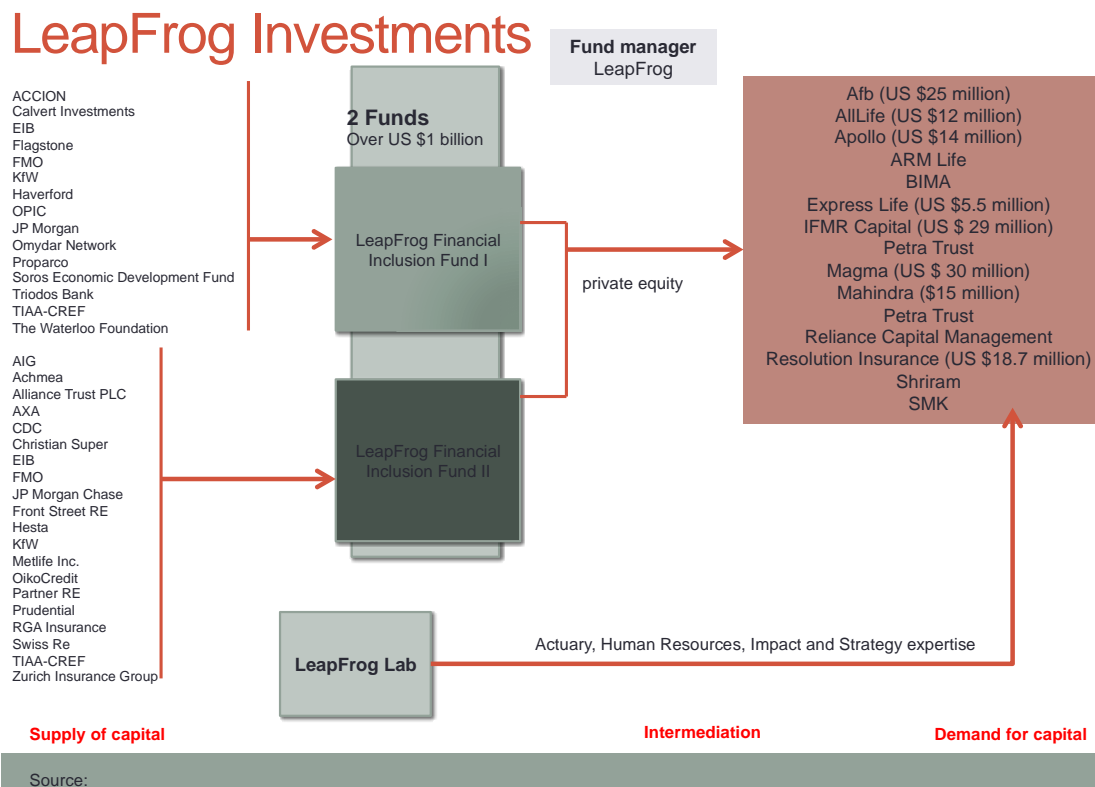 LeapFrog Investments
Fund manager
LeapFrog
ACCION
Calvert Investments
EIB
Flagstone
FMO
KfW
Haverford
OPIC
JP Morgan
Omydar Network
Proparco
Soros Economic Development Fund
Triodos Bank
TIAA-CREF
The Waterloo Foundation
AIG
Achmea
Alliance Trust PLC
AXA
CDC
Christian Super
EIB
FMO
JP Morgan Chase
Front Street RE
Hesta
KfW
Metlife Inc.
OikoCredit
Partner RE
Prudential
RGA Insurance
Swiss Re
TIAA-CREF
Zurich Insurance Group
2 Funds
Over US $1 billion
LeapFrog Financial
Inclusion Fund I
LeapFrog Financial
Inclusion Fund II
private equity
Afb (US $25 million)
AllLife (US $12 million)
Apollo (US $14 million)
ARM Life
BIMA
Express Life (US $5.5 million)
IFMR Capital (US $ 29 million)
Petra Trust
Magma (US $ 30 million)
Mahindra ($15 million)
Petra Trust
Reliance Capital Management
Resolution Insurance (US $18.7 million)
Shriram
SMK
LeapFrog Lab
Actuary, Human Resources, Impact and Strategy expertise
Supply of capital
Intermediation
Demand for capital
Source: